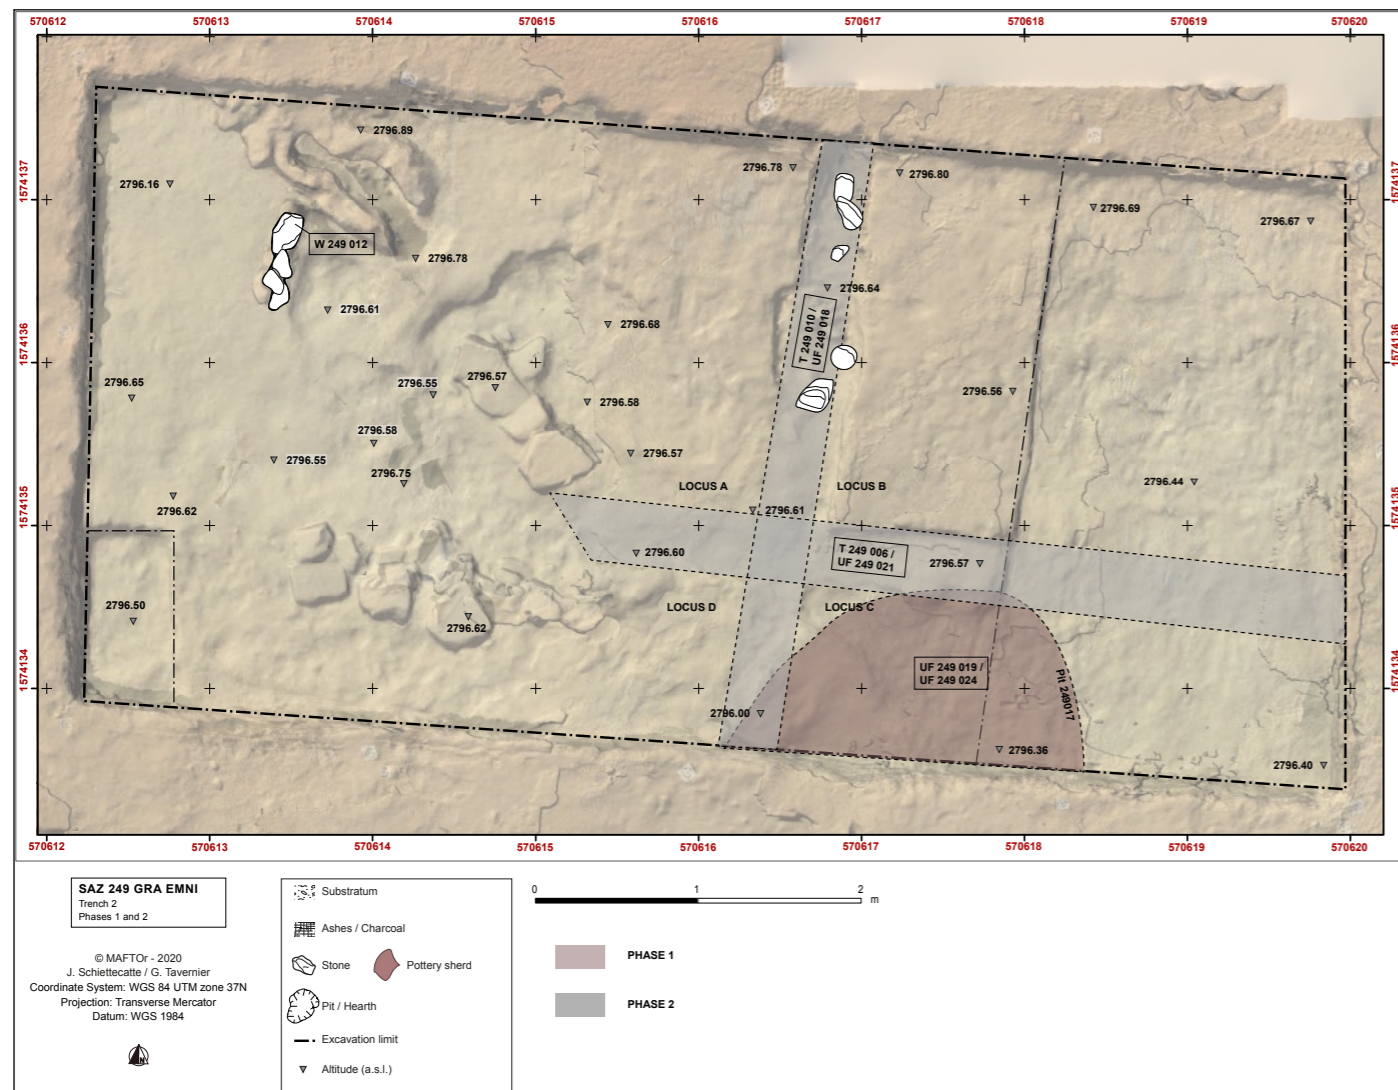 570612 570613 570614 570615 570616 570617 570618 570619 570620
1574137
1574136
1574135
1574134
1574137
1574136
1574135
1574134
2796.89
2796.16
2796.78
2796.80
2796.69
2796.67
W 249 012
2796.78
2796.61
2796.64
2796.68
T 249 010 /
UF 249 018
2796.65
2796.55
2796.57
2796.58
2796.56
2796.58
2796.55
2796.75
2796.57
2796.44
LOCUS A
LOCUS B
2796.62
2796.61
2796.60
T 249 006 /
UF 249 021
2796.57
2796.50
2796.62
LOCUS D
LOCUS C
UF 249 019 /
UF 249 024
Pit 249017
2796.00
2796.36
2796.40
570612 570613 570614 570615 570616 570617 570618 570619 570620
SAZ 249 GRA EMNI
Trench 2
Phases 1 and 2
© MAFTOr - 2020
J. Schiettecatte / G. Tavernier
Coordinate System: WGS 84 UTM zone 37N
Projection: Transverse Mercator
Datum: WGS 1984
N
Substratum
Ashes / Charcoal
Stone
Pottery sherd
Pit / Hearth
Excavation limit
Altitude (a.s.l.)
0 1 2
m
PHASE 1
PHASE 2